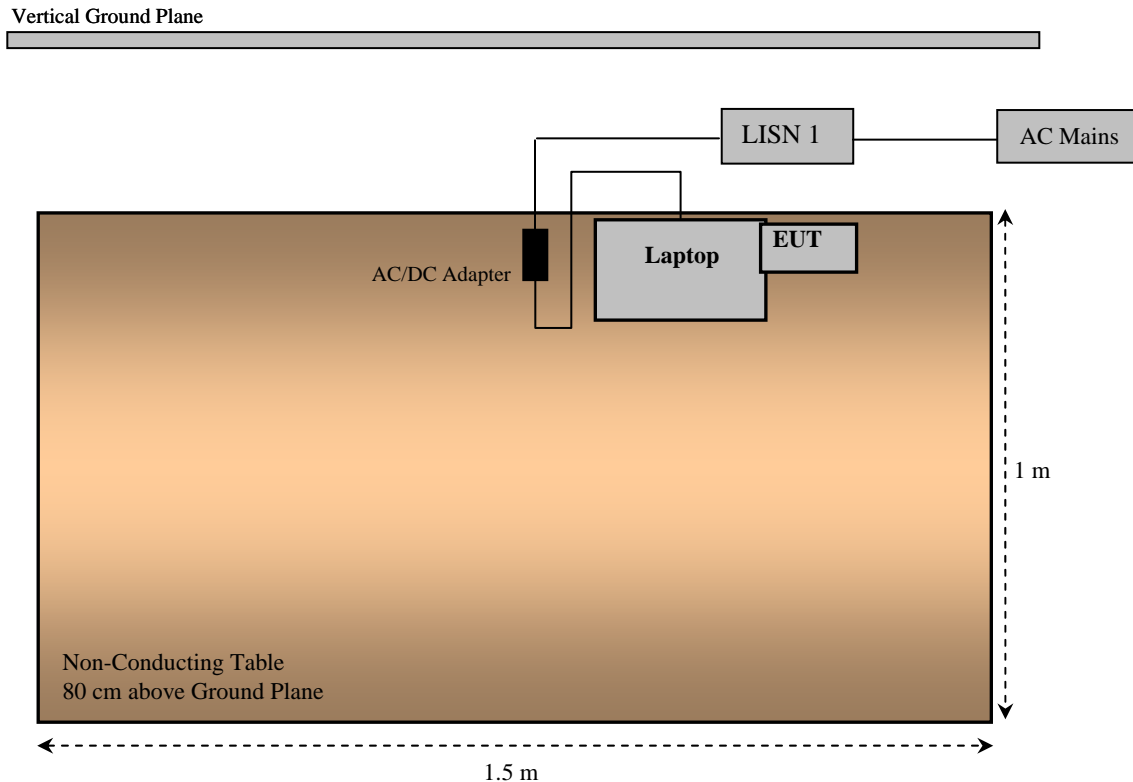 Vertical Ground Plane
LISN 1
AC Mains
EUT
Laptop
AC/DC Adapter
1 m
Non-Conducting Table
80 cm above Ground Plane
1.5 m